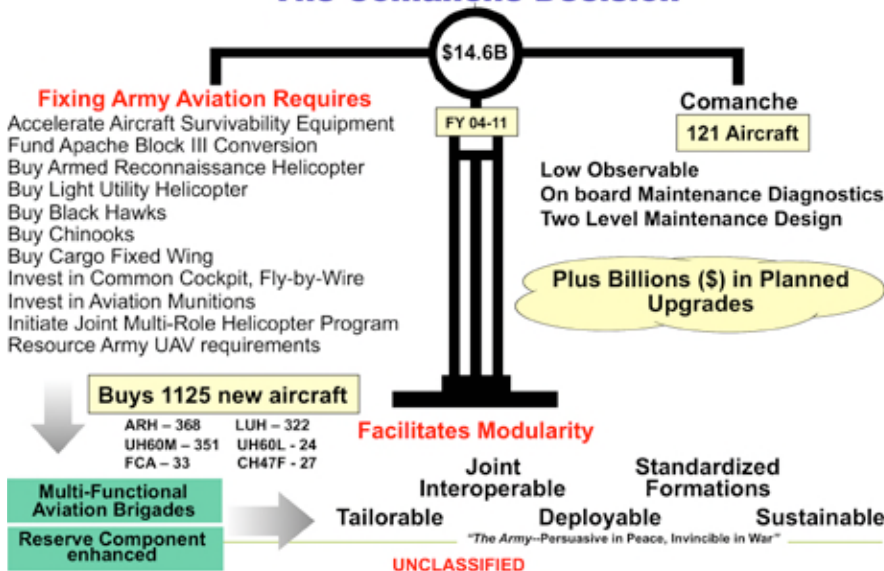 The Comanche Decision
$14.6B
Fixing Army Aviation Requires
Accelerate Aircraft Survivability Equipment
Fund Apache Block III Conversion
Buy Armed Reconnaissance Helicopter
Buy Light Utility Helicopter
Buy Black Hawks
Buy Chinooks
Buy Cargo Fixed Wing
Invest in Common Cockpit, Fly-by-Wire
Invest in Aviation Munitions
Initiate Joint Multi-Role Helicopter Program
Resource Army UAV requirements
FY 04-11
Comanche
121 Aircraft
Low Observable
On board Maintenance Diagnostics
Two Level Maintenance Design
Plus Billions ($) in Planned
Upgrades
Buys 1125 new aircraft
ARH – 368 LUH – 322
UH60M – 351 UH60L - 24
FCA – 33 CH47F - 27
Multi-Functional
Aviation Brigades
Reserve Component
enhanced
Facilitates Modularity
Joint
Interoperable
Standardized
Formations
Tailorable Deployable Sustainable
"The Army--Persuasive in Peace, Invincible in War"
UNCLASSIFIED